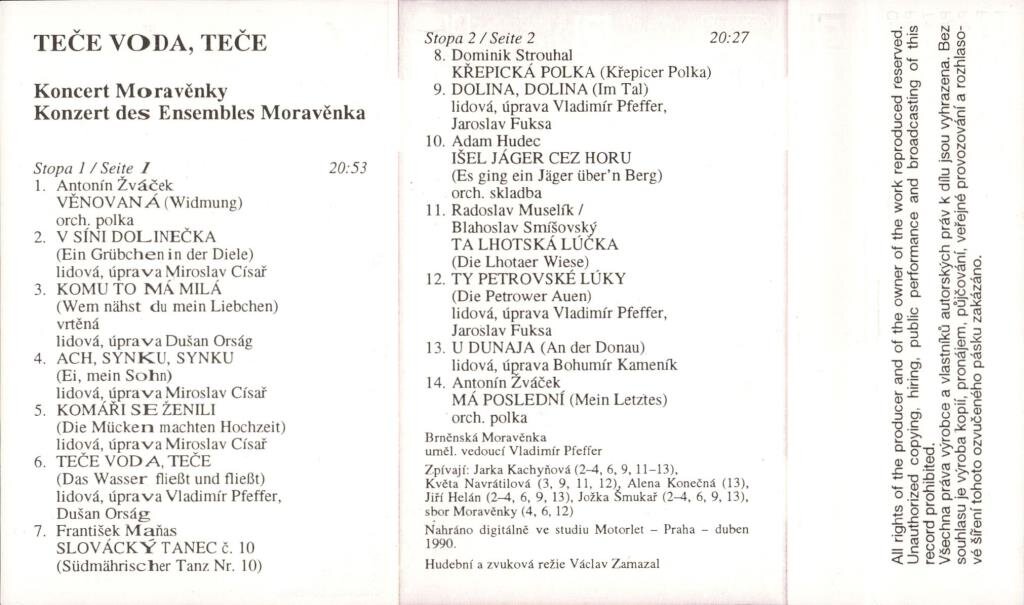 TEČE VODA, TEČE
Koncert Moravěnky
Konzert des Ensembles Moravěnka
Stopa 1 / Seite 1 20:53
1. Antonín Žváček
VĚNOVANÁ (Widmung)
orch. polka
2. V SÍNI DOLINEČKA
(Ein Grübchen in der Diele)
lidová, úprava Miroslav Císař
3. KOMU TO MÁ MILÁ
(Wem nähst du mein Liebchen)
vrtěná
lidová, úprava Dušan Orság
4. ACH, SYNKU, SYNKU
(Ei, mein Sohn)
lidová, úprava Miroslav Císař
5. KOMÁŘI SE ŽENILI
(Die Mücken machten Hochzeit)
lidová, úprava Miroslav Císař
6. TEČE VODA, TEČE
(Das Wasser fließt und fließt)
lidová, úprava Vladimír Pfeffer,
Dušan Orság
7. František Maňas
SLOVÁCKÝ TANEC č. 10
(Südmährischer Tanz Nr. 10)
Stopa 2 / Seite 2 20:27
8. Dominik Strouhal
KŘEPICKÁ POLKA (Křepicer Polka)
9. DOLINA, DOLINA (Im Tal)
lidová, úprava Vladimír Pfeffer,
Jaroslav Fuksa
10. Adam Hudec
IŠEL JÁGER CEZ HORU
(Es ging ein Jäger über'n Berg)
orch. skladba
11. Radoslav Muselík /
Blahoslav Smíšovský
TA LHOTSKÁ LÚČKA
(Die Lhotaer Wiese)
12. TY PETROVSKÉ LÚKY
(Die Petrower Auen)
lidová, úprava Vladimír Pfeffer,
Jaroslav Fuksa
13. U DUNAJA (An der Donau)
lidová, úprava Bohumír Kameník
14. Antonín Žváček
MÁ POSLEDNÍ (Mein Letztes)
orch. polka
Brněnská Moravěnka
uměl. vedoucí Vladimír Pfeffer
Zpívají: Jarka Kachyňová (2–4, 6, 9, 11–13),
Květa Navrátilová (3, 9, 11, 12), Alena Konečná (13),
Jiří Helán (2–4, 6, 9, 13), Jožka Šmukař (2–4, 6, 9, 13),
sbor Moravěnky (4, 6, 12)
Nahráno digitálně ve studiu Motorlet – Praha – duben
1990.
Hudební a zvuková režie Václav Zamazal
All rights of the producer and of the owner of the work reproduced reserved.
Unauthorized copying, hiring, public performance and broadcasting of this
record prohibited.
Všechna práva výrobce a vlastníků autorských práv k dílu jsou vyhrazena. Bez
souhlasu je výroba kopií, pronájem, půjčování, veřejné provozování a rozhlaso-
vé šíření tohoto ozvučeného pásku zakázáno.